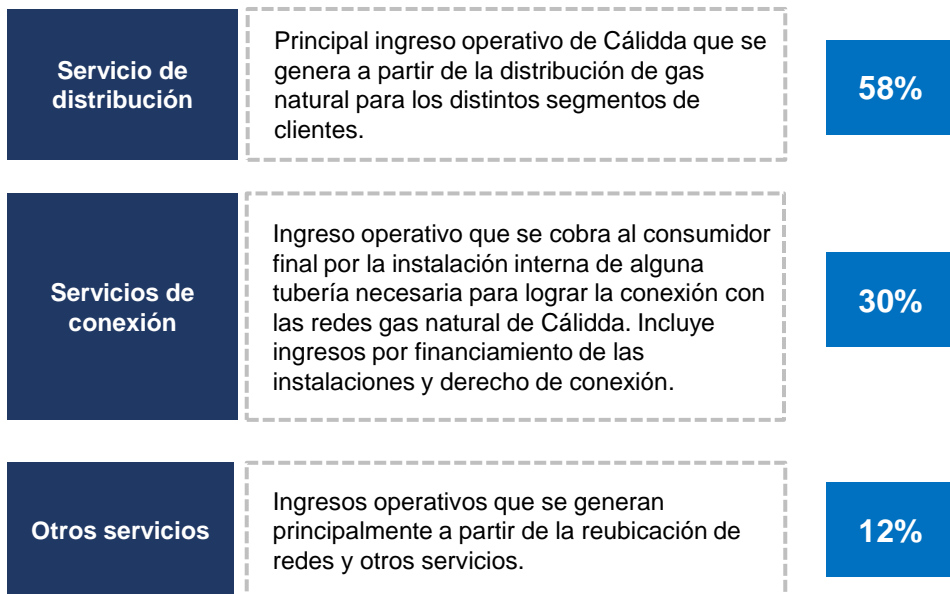 Servicio de
distribución
Principal ingreso operativo de Cálidda que se
genera a partir de la distribución de gas
natural para los distintos segmentos de
clientes.
58%
Servicios de
conexión
Ingreso operativo que se cobra al consumidor
final por la instalación interna de alguna
tubería necesaria para lograr la conexión con
las redes gas natural de Cálidda. Incluye
ingresos por financiamiento de las
instalaciones y derecho de conexión.
30%
Otros servicios
Ingresos operativos que se generan
principalmente a partir de la reubicación de
redes y otros servicios.
12%